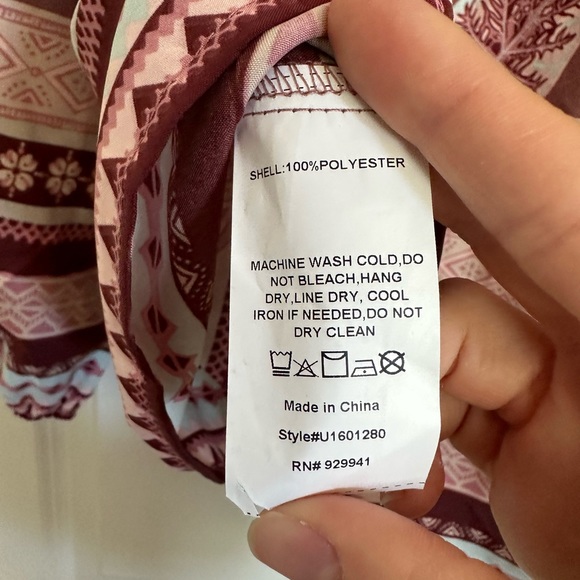 SHELL:100%POLYESTER
MACHINE WASH COLD,DO
NOT BLEACH,HANG
DRY,LINE DRY, COOL
IRON IF NEEDED,DO NOT
DRY CLEAN
Made in China
Style#U1601280
RN# 929941